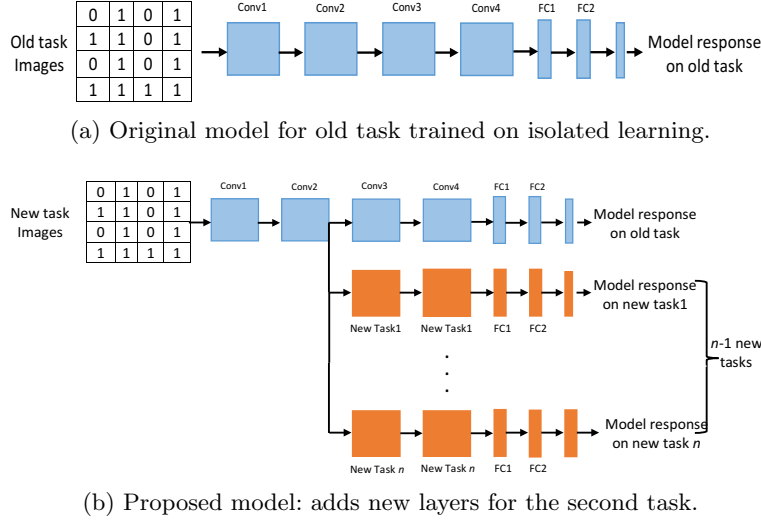 Conv1 Conv2 Conv3 Conv4 FC1 FC2
Old task
Images
0 1 0 1
1 1 0 1
0 1 0 1
1 1 1 1
Model response
on old task
(a) Original model for old task trained on isolated learning.
Conv1 Conv2 Conv3 Conv4 FC1 FC2
New task
Images
0 1 0 1
1 1 0 1
0 1 0 1
1 1 1 1
Model response
on old task
Model response
on new task1
New Task1 New Task1 FC1 FC2
n-1 new
tasks
Model response
on new task n
New Task n New Task n FC1 FC2
(b) Proposed model: adds new layers for the second task.